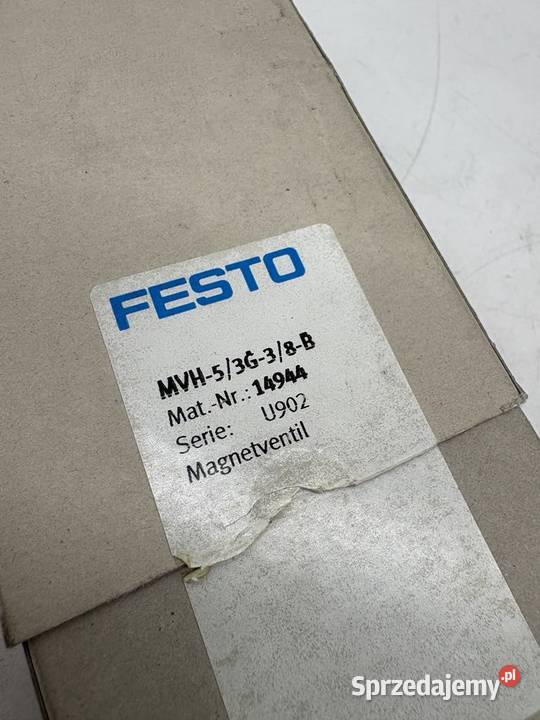 FESTO
MVH-5/3G-3/8-B
Mat.-Nr.: 14944
Serie: U902
Magnetventil
Sprzedajemy.pl